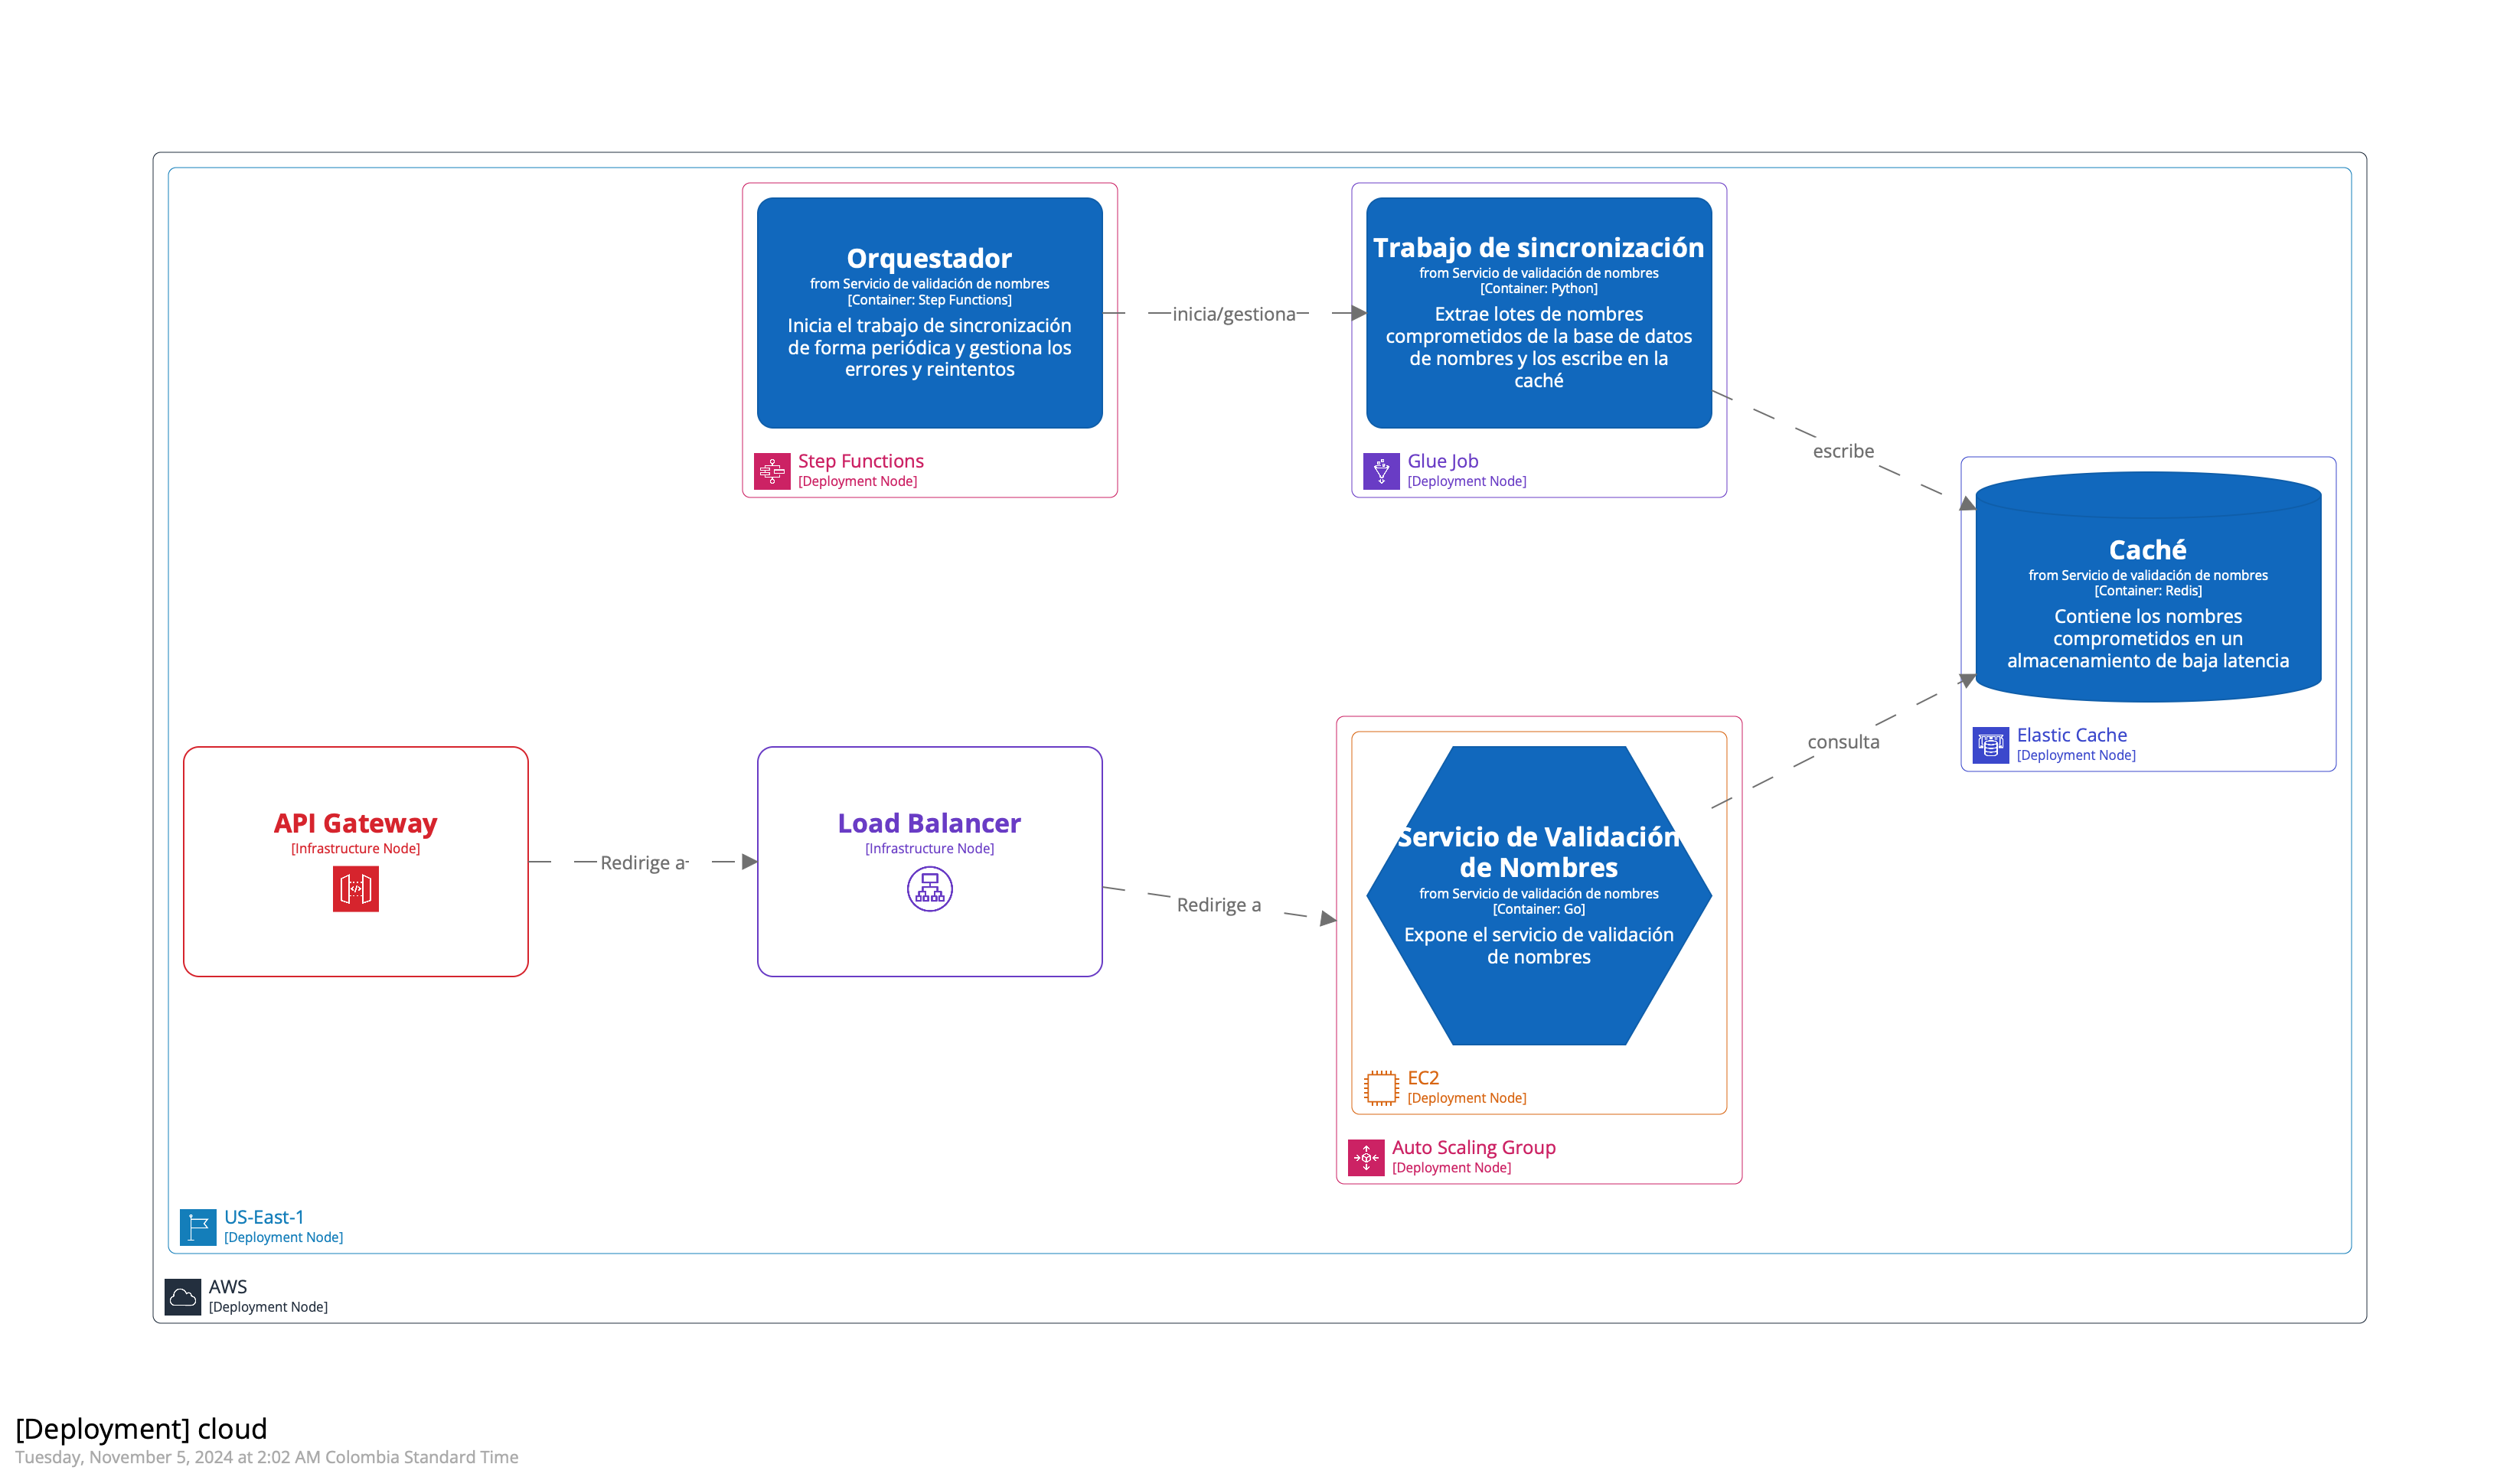 Orquestador
from Servicio de validación de nombres
[Container: Step Functions]
Inicia el trabajo de sincronización
de forma periódica y gestiona los
errores y reintentos
Step Functions
[Deployment Node]
inicia/gestiona
Trabajo de sincronización
from Servicio de validación de nombres
[Container: Python]
Extrae lotes de nombres
comprometidos de la base de datos
de nombres y los escribe en la
caché
Glue Job
[Deployment Node]
escribe
Caché
from Servicio de validación de nombres
[Container: Redis]
Contiene los nombres
comprometidos en un
almacenamiento de baja latencia
Elastic Cache
[Deployment Node]
consulta
API Gateway
[Infrastructure Node]
Redirige a
Load Balancer
[Infrastructure Node]
Redirige a
Servicio de Validación
de Nombres
from Servicio de validación de nombres
[Container: Go]
Expone el servicio de validación
de nombres
EC2
[Deployment Node]
Auto Scaling Group
[Deployment Node]
US-East-1
[Deployment Node]
AWS
[Deployment Node]
[Deployment] cloud
Tuesday, November 5, 2024 at 2:02 AM Colombia Standard Time